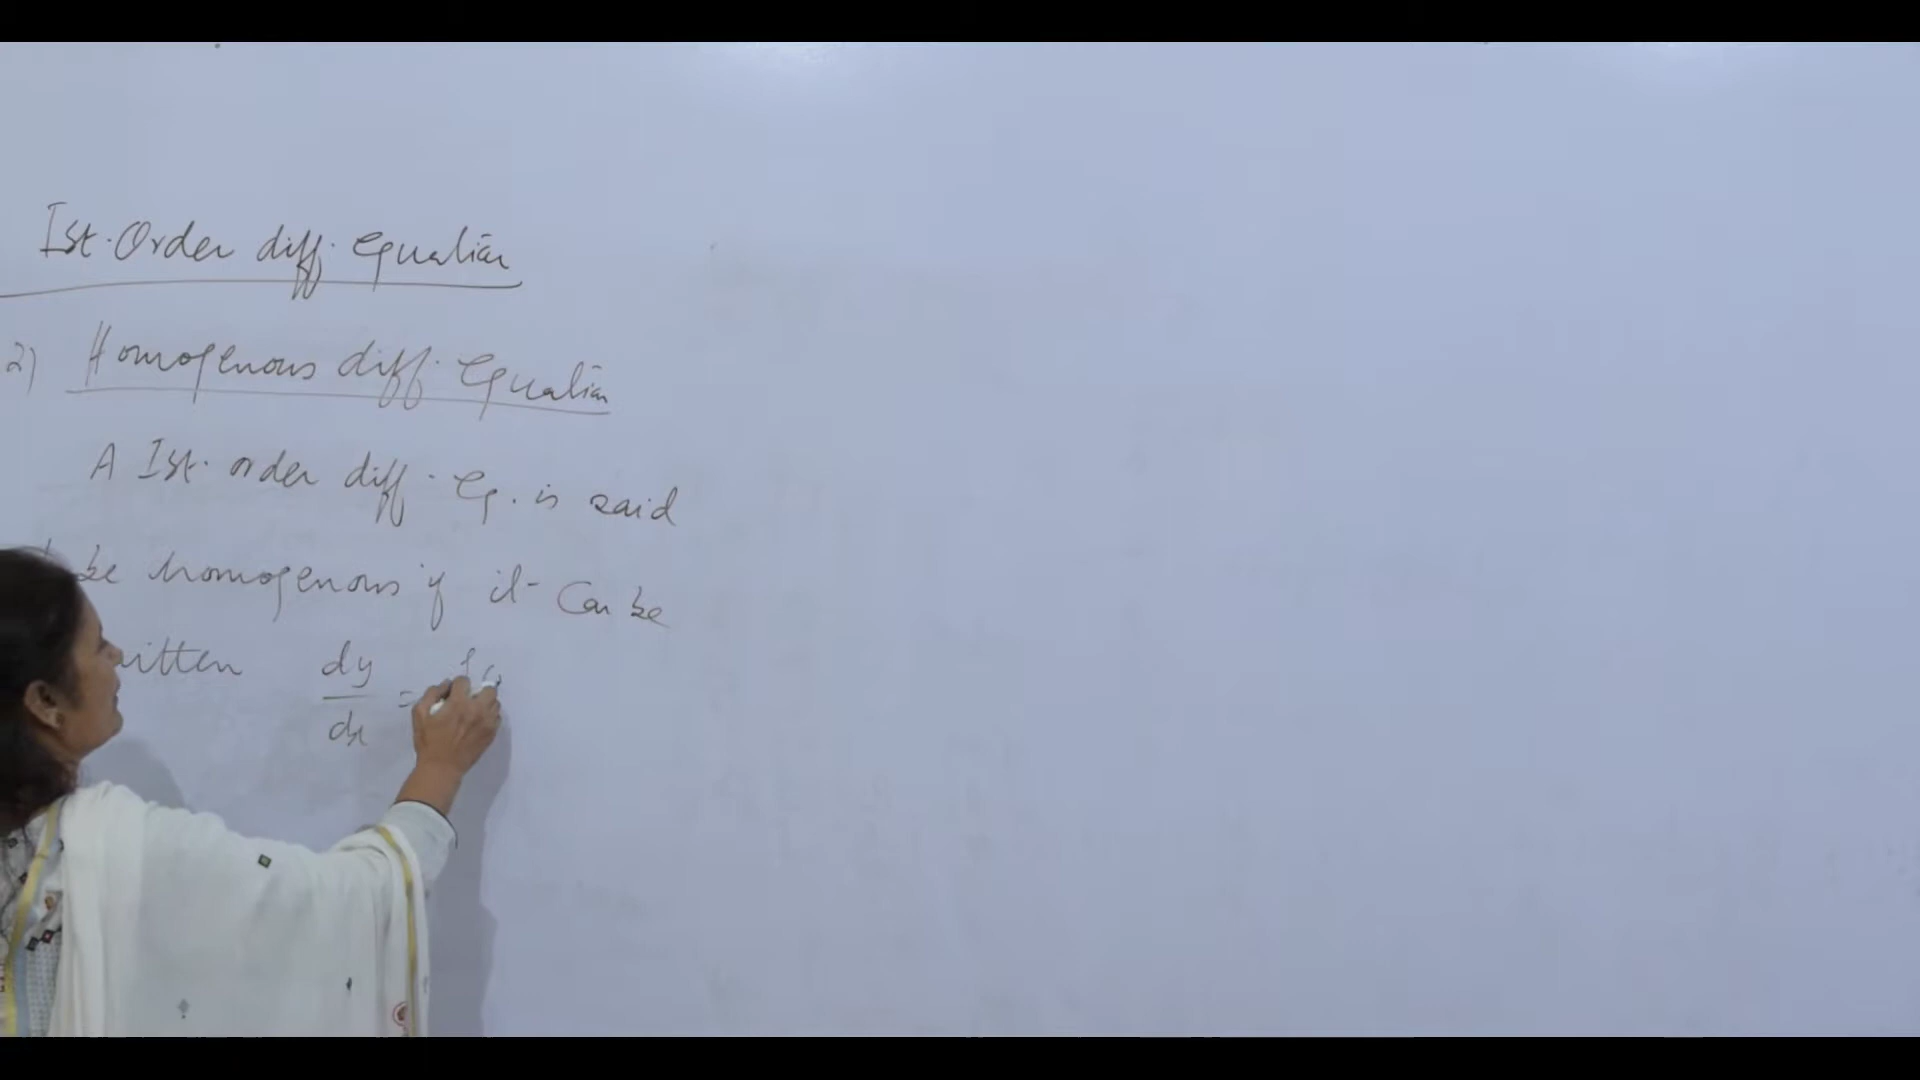 Ist. Order diff. equation
2) Homogenous diff. equation
A Ist. order diff. eq. is said
be homogenous if it can be
written dy/dx =